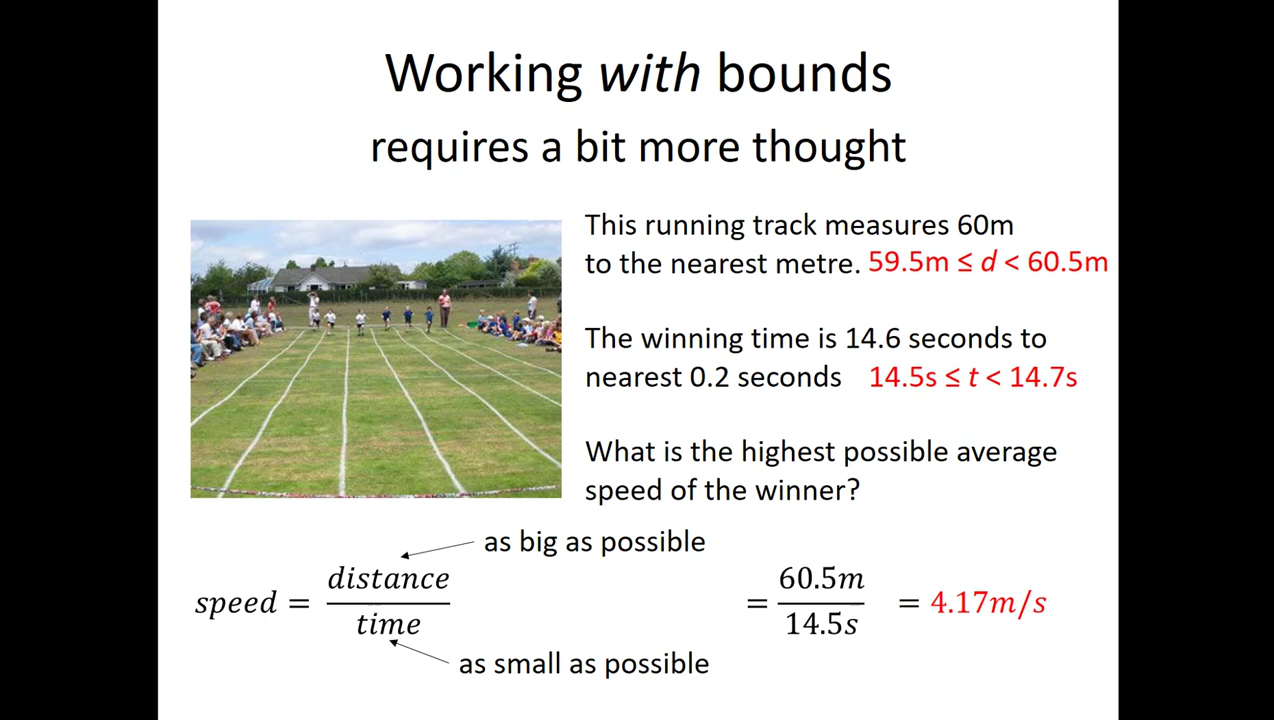 Working with bounds
requires a bit more thought
This running track measures 60m
to the nearest metre. 59.5m ≤ d < 60.5m
The winning time is 14.6 seconds to
nearest 0.2 seconds 14.5s ≤ t < 14.7s
What is the highest possible average
speed of the winner?
as big as possible
speed = distance / time = 60.5m / 14.5s = 4.17m/s
as small as possible